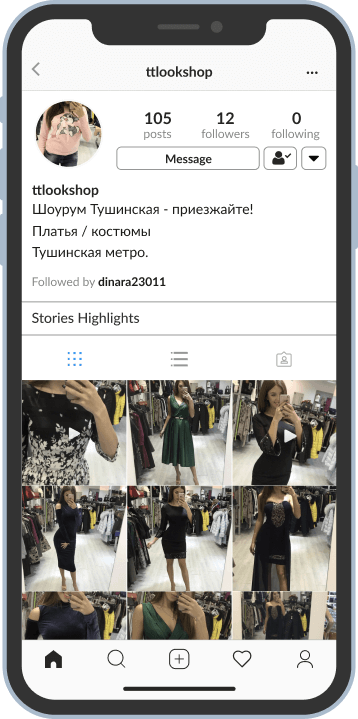 ttlookshop
105 12 0
posts followers following
Message
ttlookshop
Шоурум Тушинская - приезжайте!
Платья / костюмы
Тушинская метро.
Followed by dinara23011
Stories Highlights